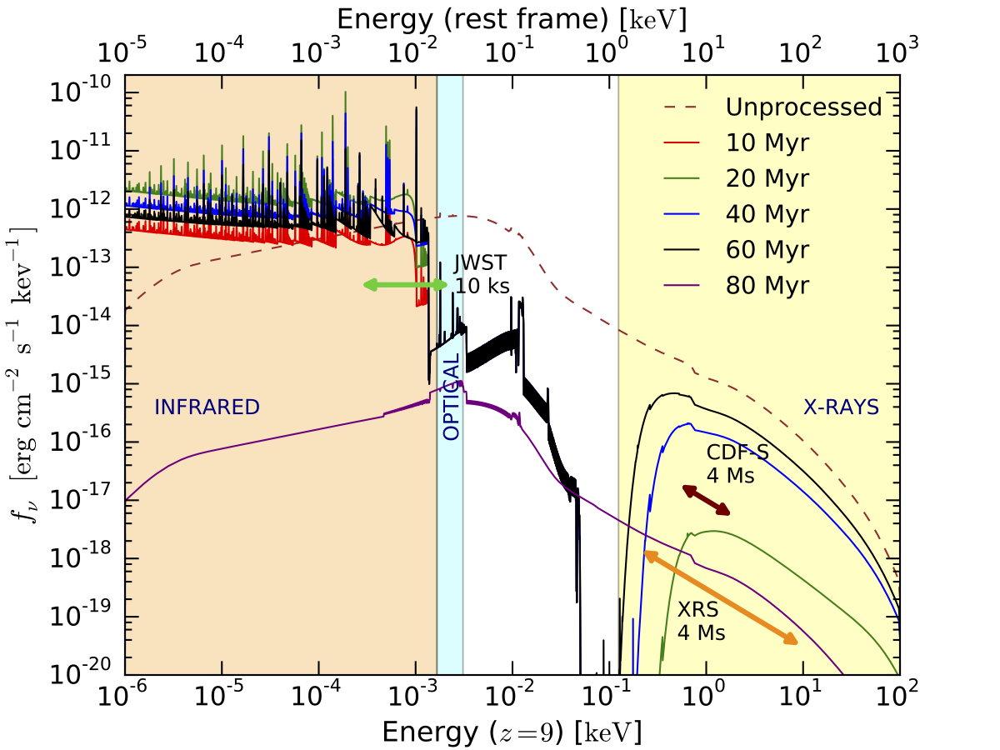 Energy (rest frame) [keV]
10^-5 10^-4 10^-3 10^-2 10^-1 10^0 10^1 10^2 10^3
10^-10
10^-11
10^-12
10^-13
10^-14
10^-15
10^-16
10^-17
10^-18
10^-19
10^-20
f_ν [erg cm^−2 s^−1 kev^−1]
Unprocessed
10 Myr
20 Myr
40 Myr
60 Myr
80 Myr
JWST
10 ks
INFRARED
OPTICAL
X-RAYS
CDF-S
4 Ms
XRS
4 Ms
10^-6 10^-5 10^-4 10^-3 10^-2 10^-1 10^0 10^1 10^2
Energy (z=9) [keV]